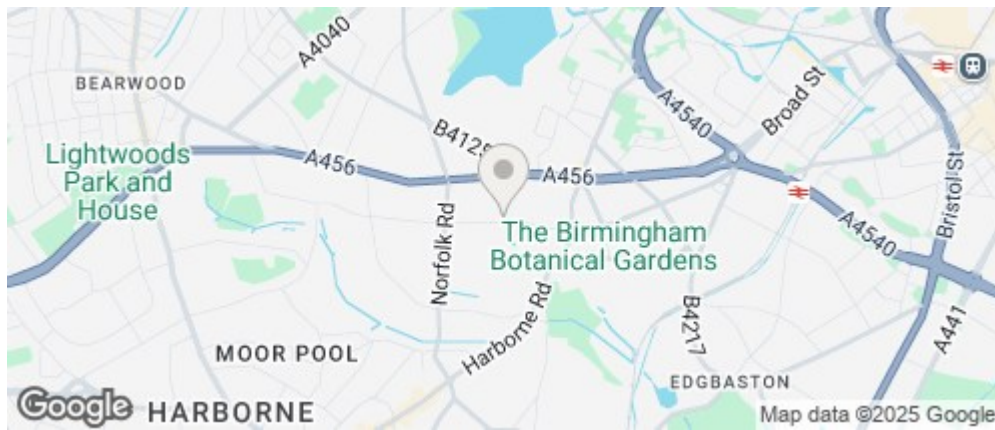 A4040
BEARWOOD
Lightwoods
Park and
House
A456
B4125
Norfolk Rd
A456
A4540
Broad St
Bristol St
A4540
The Birmingham
Botanical Gardens
Harborne Rd
B4217
A441
MOOR POOL
EDGBASTON
HARBORNE
Google
Map data ©2025 Google